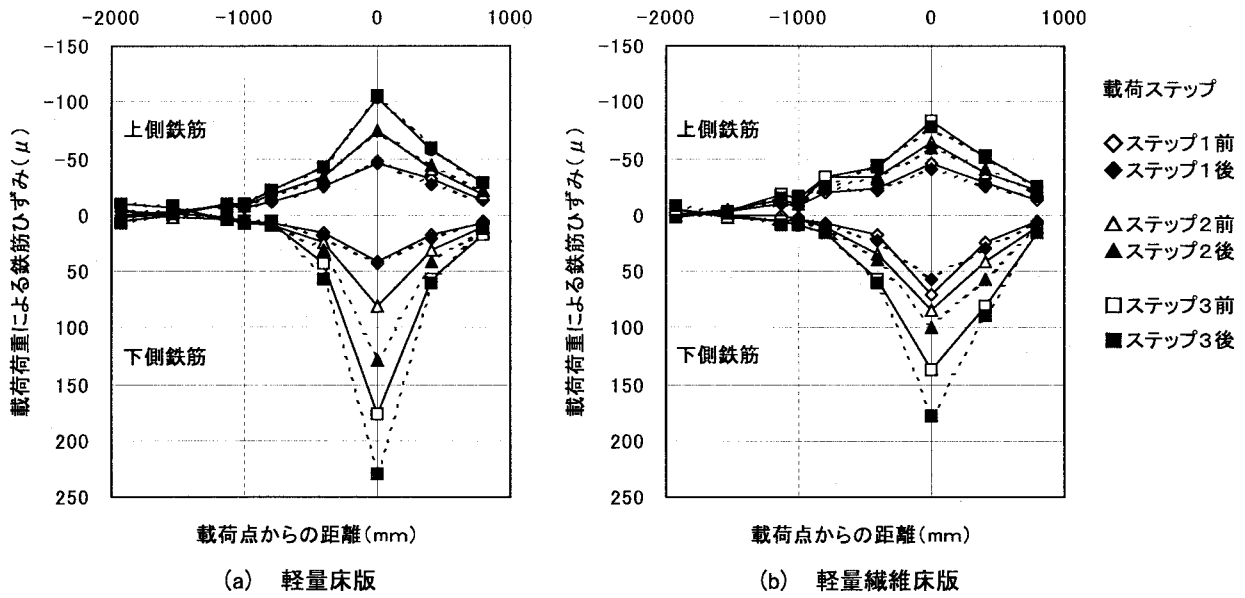 -2000 -1000 0 1000
-150
-100
-50
0
50
100
150
200
250
載荷荷重による鉄筋ひずみ(μ)
上側鉄筋
下側鉄筋
載荷点からの距離(mm)
(a) 軽量床版
-2000 -1000 0 1000
-150
-100
-50
0
50
100
150
200
250
載荷荷重による鉄筋ひずみ(μ)
上側鉄筋
下側鉄筋
載荷点からの距離(mm)
(b) 軽量繊維床版
載荷ステップ
ステップ1前
ステップ1後
ステップ2前
ステップ2後
ステップ3前
ステップ3後